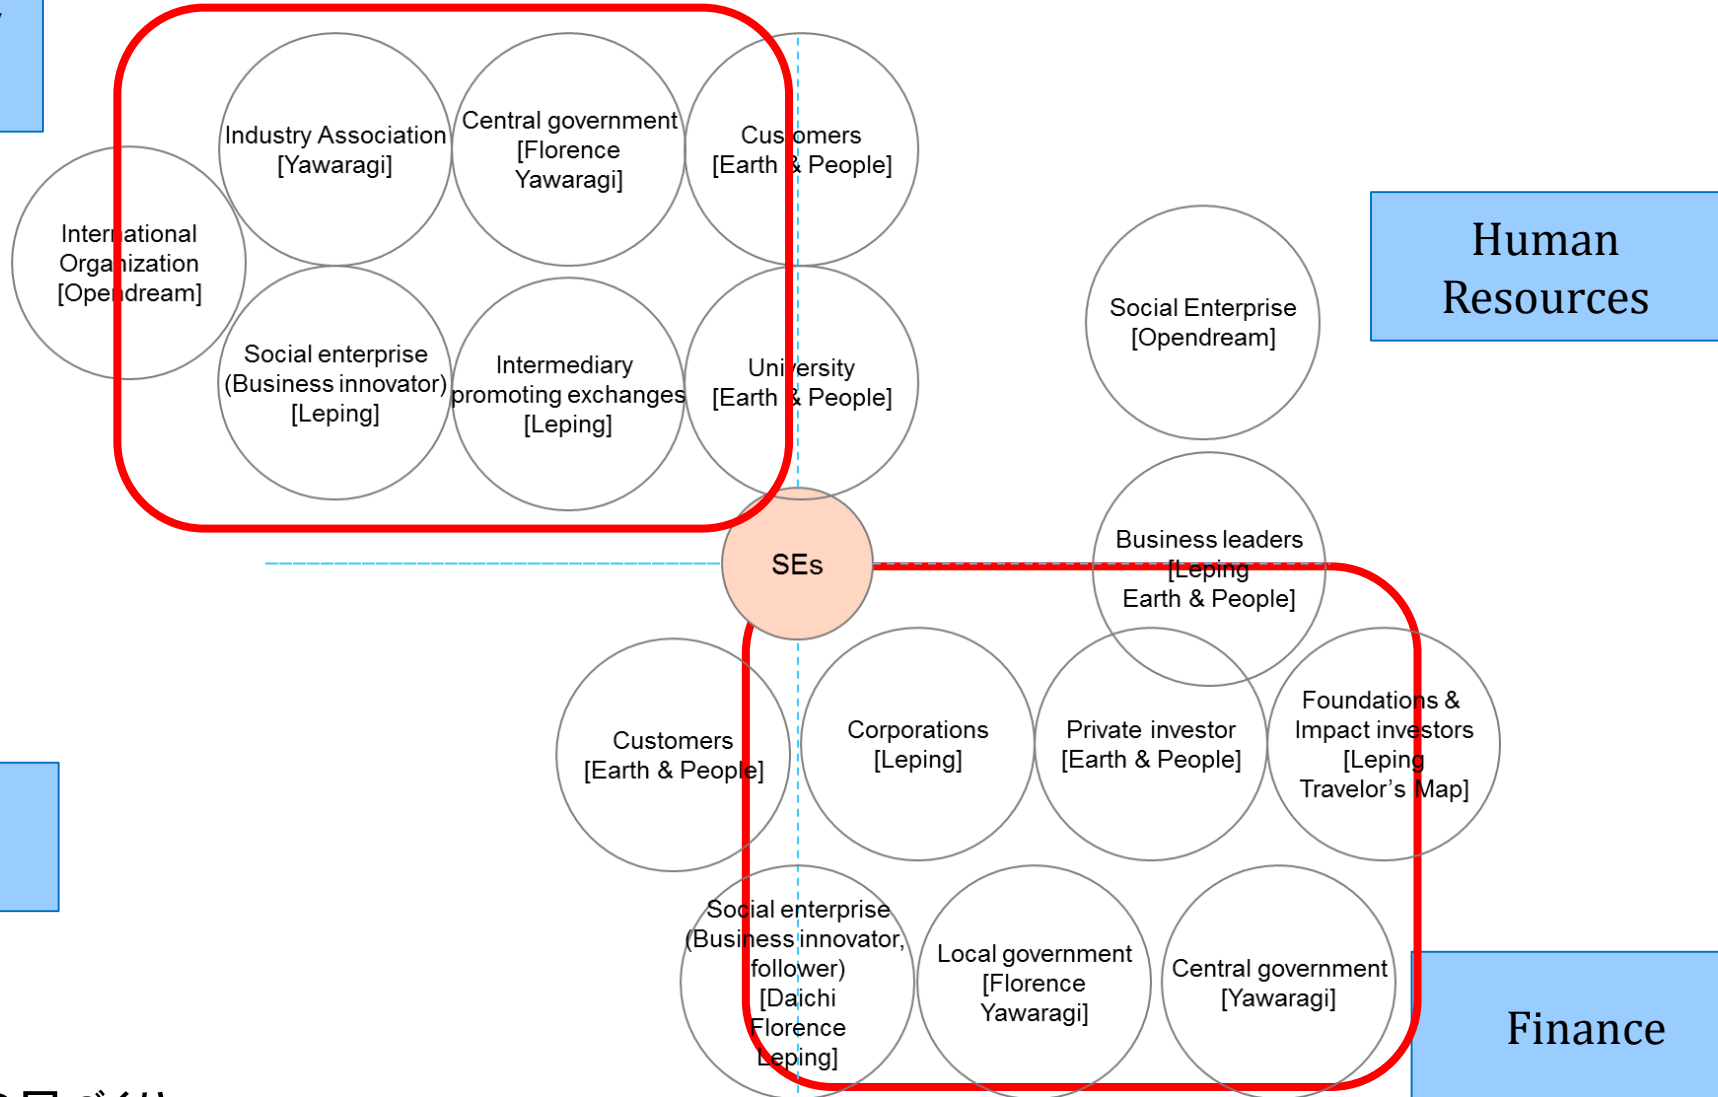 Industry Association
[Yawaragi]
Central government
[Florence
Yawaragi]
Customers
[Earth & People]
International
Organization
[Opendream]
Social enterprise
(Business innovator)
[Leping]
Intermediary
promoting exchanges
[Leping]
University
[Earth & People]
Social Enterprise
[Opendream]
Human
Resources
SEs
Business leaders
[Leping
Earth & People]
Customers
[Earth & People]
Corporations
[Leping]
Private investor
[Earth & People]
Foundations &
Impact investors
[Leping
Travelor’s Map]
Social enterprise
(Business innovator,
follower)
[Daichi
Florence
Leping]
Local government
[Florence
Yawaragi]
Central government
[Yawaragi]
Finance